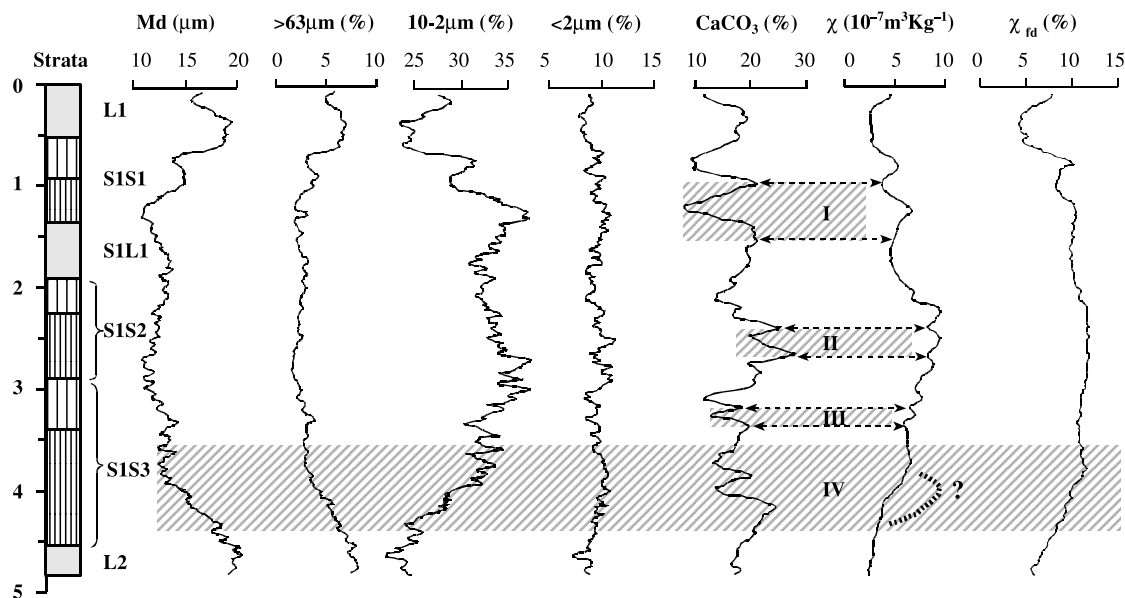 Md (μm) >63μm (%) 10-2μm (%) <2μm (%) CaCO₃ (%) χ (10⁻⁷m³Kg⁻¹) χ fd (%)
Strata 10 20 0 5 10 25 30 35 5 10 15 10 20 30 0 5 10 0 5 10 15
0
L1
S1S1
1
I
S1L1
2
S1S2
II
3
III
S1S3
4
IV
?
L2
5